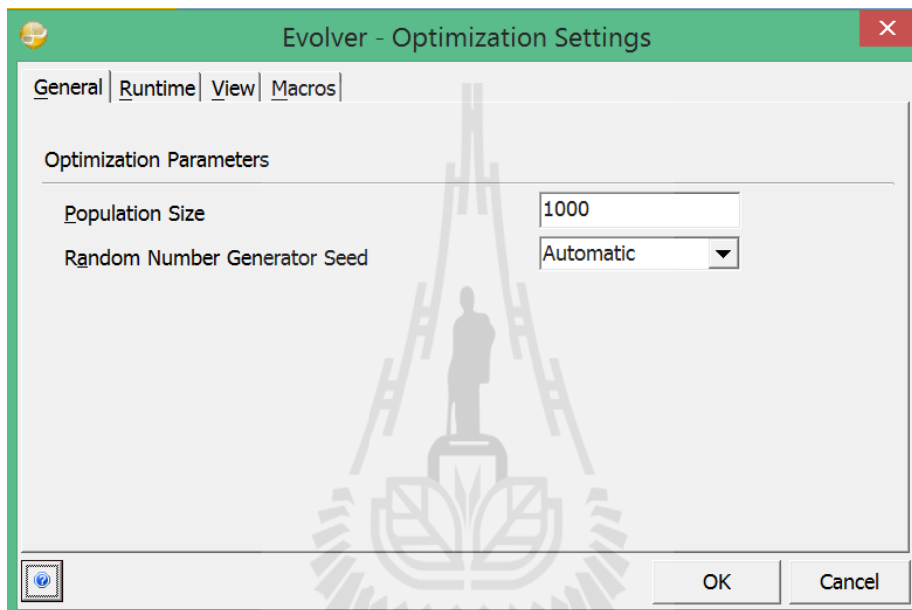 Evolver - Optimization Settings
General Runtime View Macros
Optimization Parameters
Population Size 1000
Random Number Generator Seed Automatic
OK Cancel